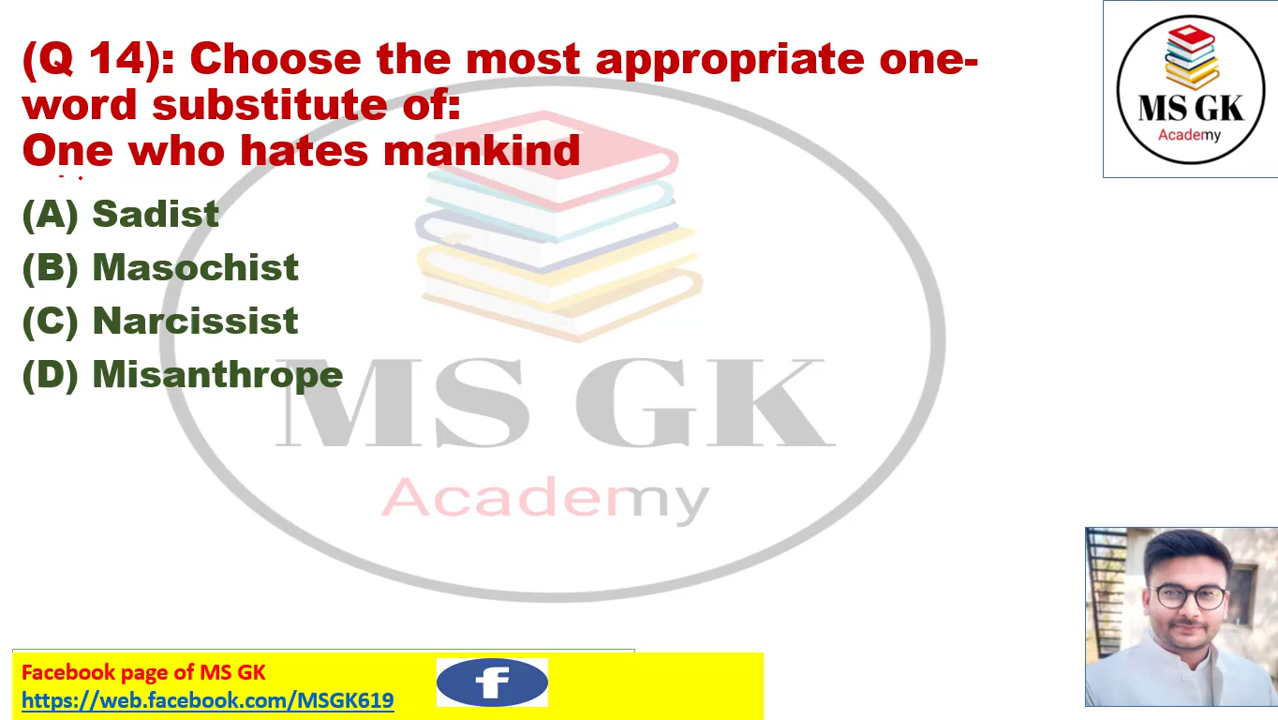 (Q 14): Choose the most appropriate one-
word substitute of:
One who hates mankind
(A) Sadist
(B) Masochist
(C) Narcissist
(D) Misanthrope
MS GK
Academy
MS GK
Academy
Facebook page of MS GK
https://web.facebook.com/MSGK619
f